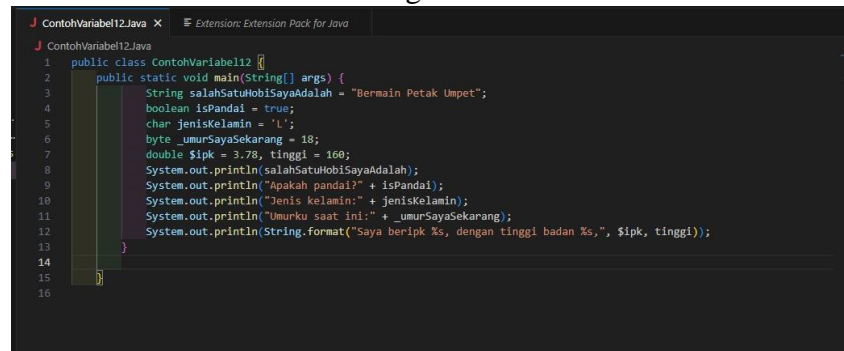 ContohVariabel12.Java
Extension: Extension Pack for Java
ContohVariabel12.Java
1 public class ContohVariabel12 {
2 public static void main(String[] args) {
3 String salahSatuHobiSayaAdalah = "Bermain Petak Umpet";
4 boolean isPandai = true;
5 char jenisKelamin = 'L';
6 byte _umurSayaSekarang = 18;
7 double $ipk = 3.78, tinggi = 160;
8 System.out.println(salahSatuHobiSayaAdalah);
9 System.out.println("Apakah pandai?" + isPandai);
10 System.out.println("Jenis kelamin:" + jenisKelamin);
11 System.out.println("Umurku saat ini:" + _umurSayaSekarang);
12 System.out.println(String.format("Saya beripk %s, dengan tinggi badan %s,", $ipk, tinggi));
13 }
14
15 }
16